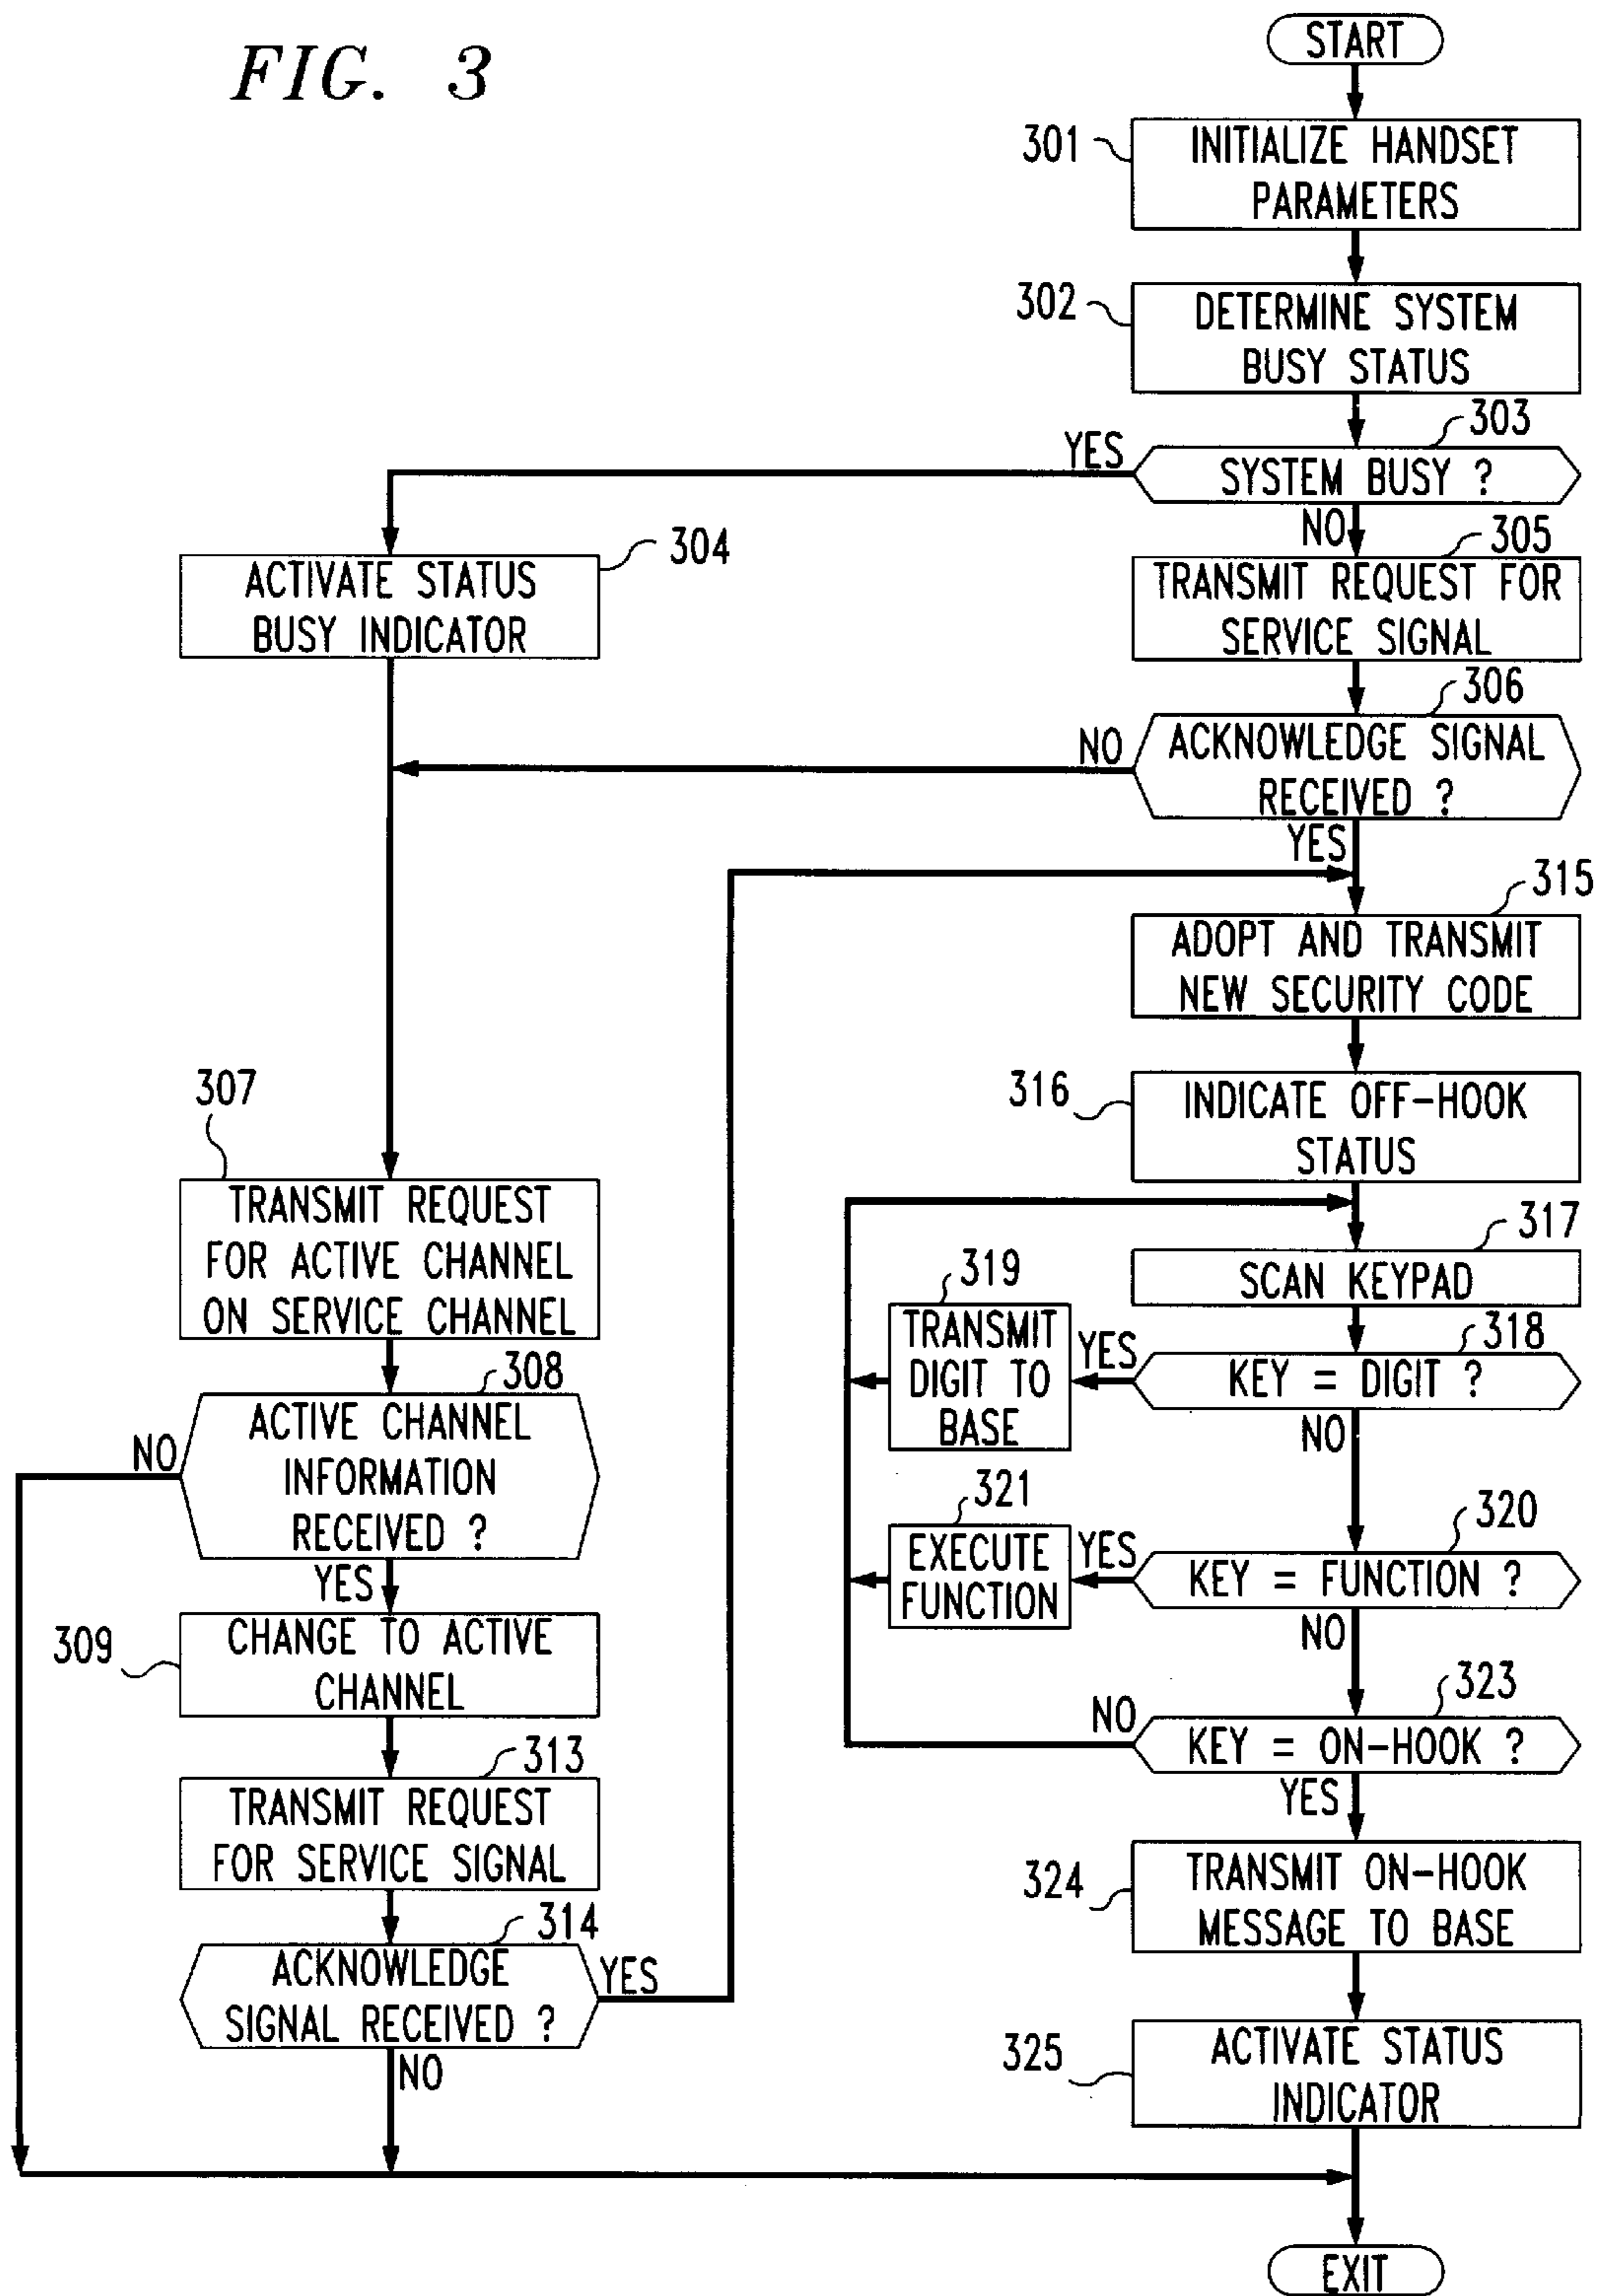 FIG. 3
START
301
INITIALIZE HANDSET
PARAMETERS
302
DETERMINE SYSTEM
BUSY STATUS
303
YES
SYSTEM BUSY ?
NO
304
ACTIVATE STATUS
BUSY INDICATOR
305
TRANSMIT REQUEST FOR
SERVICE SIGNAL
306
NO
ACKNOWLEDGE SIGNAL
RECEIVED ?
YES
315
ADOPT AND TRANSMIT
NEW SECURITY CODE
316
INDICATE OFF-HOOK
STATUS
307
TRANSMIT REQUEST
FOR ACTIVE CHANNEL
ON SERVICE CHANNEL
308
NO
ACTIVE CHANNEL
INFORMATION
RECEIVED ?
YES
309
CHANGE TO ACTIVE
CHANNEL
313
TRANSMIT REQUEST
FOR SERVICE SIGNAL
314
ACKNOWLEDGE
SIGNAL RECEIVED ?
YES
NO
317
SCAN KEYPAD
318
KEY = DIGIT ?
YES
319
TRANSMIT
DIGIT TO
BASE
NO
320
KEY = FUNCTION ?
YES
321
EXECUTE
FUNCTION
NO
323
NO
KEY = ON-HOOK ?
YES
324
TRANSMIT ON-HOOK
MESSAGE TO BASE
325
ACTIVATE STATUS
INDICATOR
EXIT